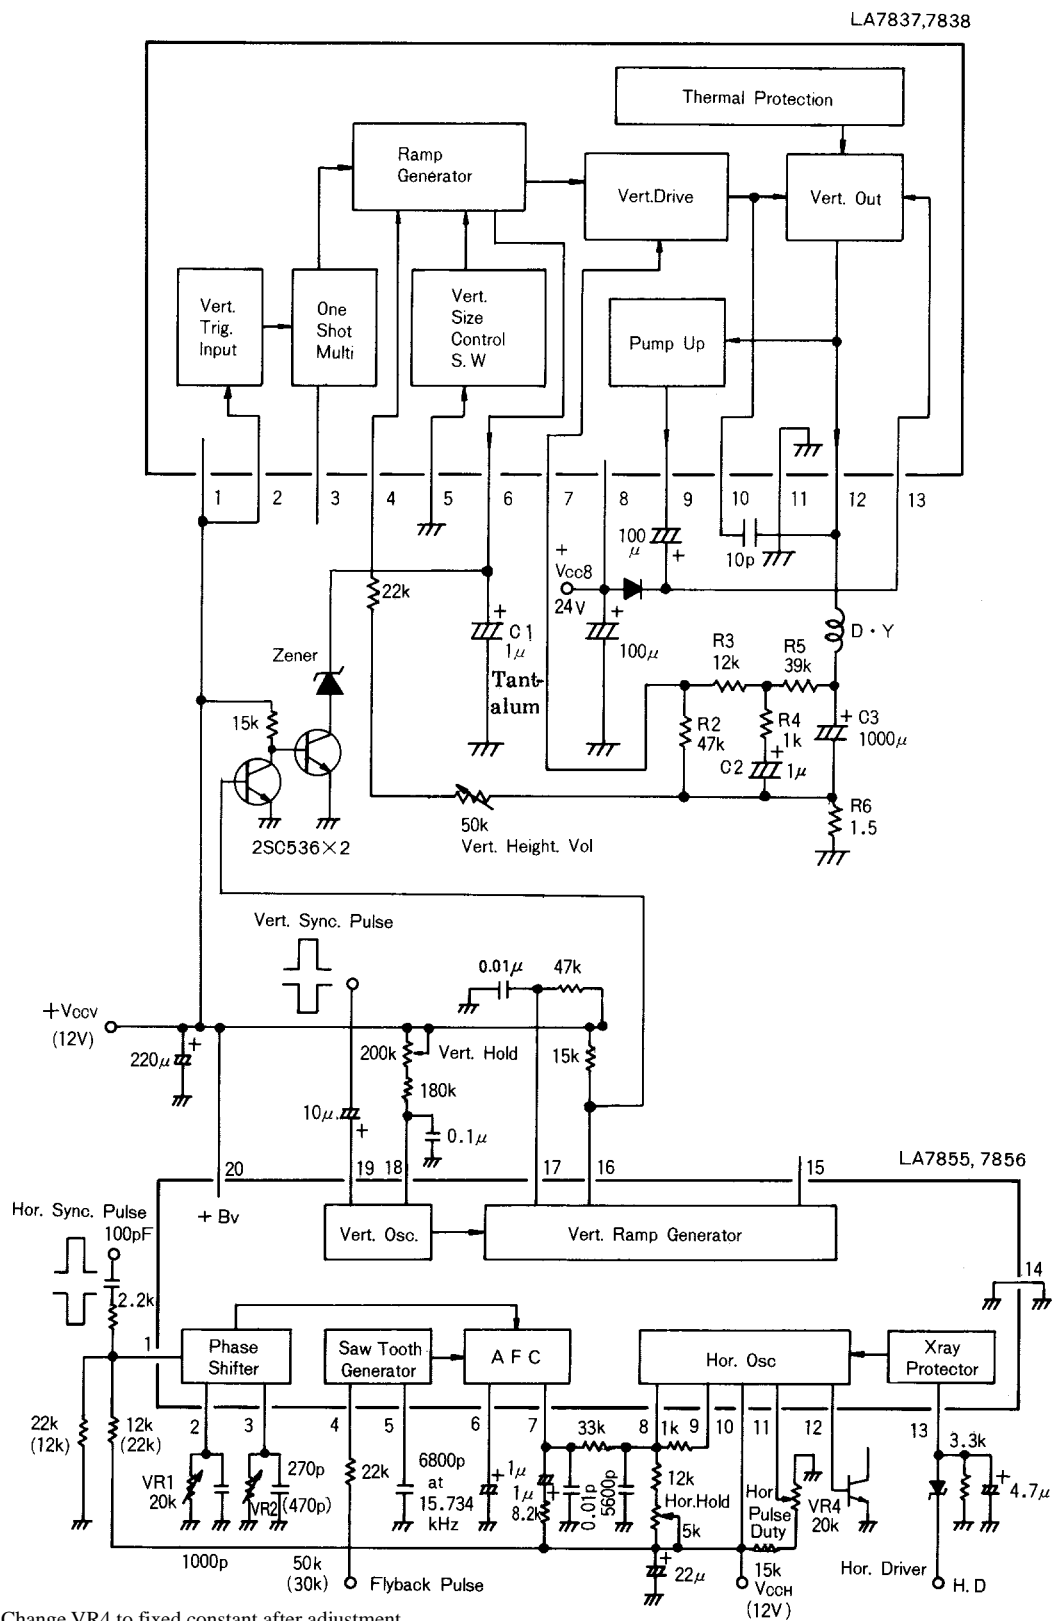 LA7837,7838
Thermal Protection
Ramp
Generator
Vert.Drive
Vert. Out
Vert.
Trig.
Input
One
Shot
Multi
Vert.
Size
Control
S.W
Pump Up
1
2
3
4
5
6
7
8
9
10
11
12
13
100
μ
+
10p
+
Vcc8
24V
22k
+
C1
1μ
Tant-
alum
+
100μ
D・Y
Zener
15k
R3
12k
R5
39k
R2
47k
R4
1k
+
C3
1000μ
C2
+
1μ
50k
Vert. Height. Vol
R6
1.5
2SC536×2
Vert. Sync. Pulse
0.01μ
47k
+VccV
(12V)
220μ
+
200k
Vert Hold
15k
180k
10μ
+
0.1μ
20
19
18
17
16
15
LA7855, 7856
Hor. Sync. Pulse
100pF
+BV
Vert. Osc.
Vert. Ramp Generator
14
2.2k
1
Phase
Shifter
Saw Tooth
Generator
AFC
Hor. Osc
Xray
Protector
2
3
4
5
6
7
8
1k
9
10
11
12
13
22k
(12k)
12k
(22k)
33k
3.3k
VR1
20k
VR2
270p
(470p)
22k
6800p
at
15.734
kHz
+
1μ
1μ
+
8.2k
0.01p
5600p
12k
Hor.Hold
5k
Hor
Pulse
Duty
VR4
20k
+
4.7μ
1000p
50k
(30k)
Flyback Pulse
+
22μ
15k
VccH
(12V)
Hor. Driver
H.D
Change VR4 to fixed constant after adjustment